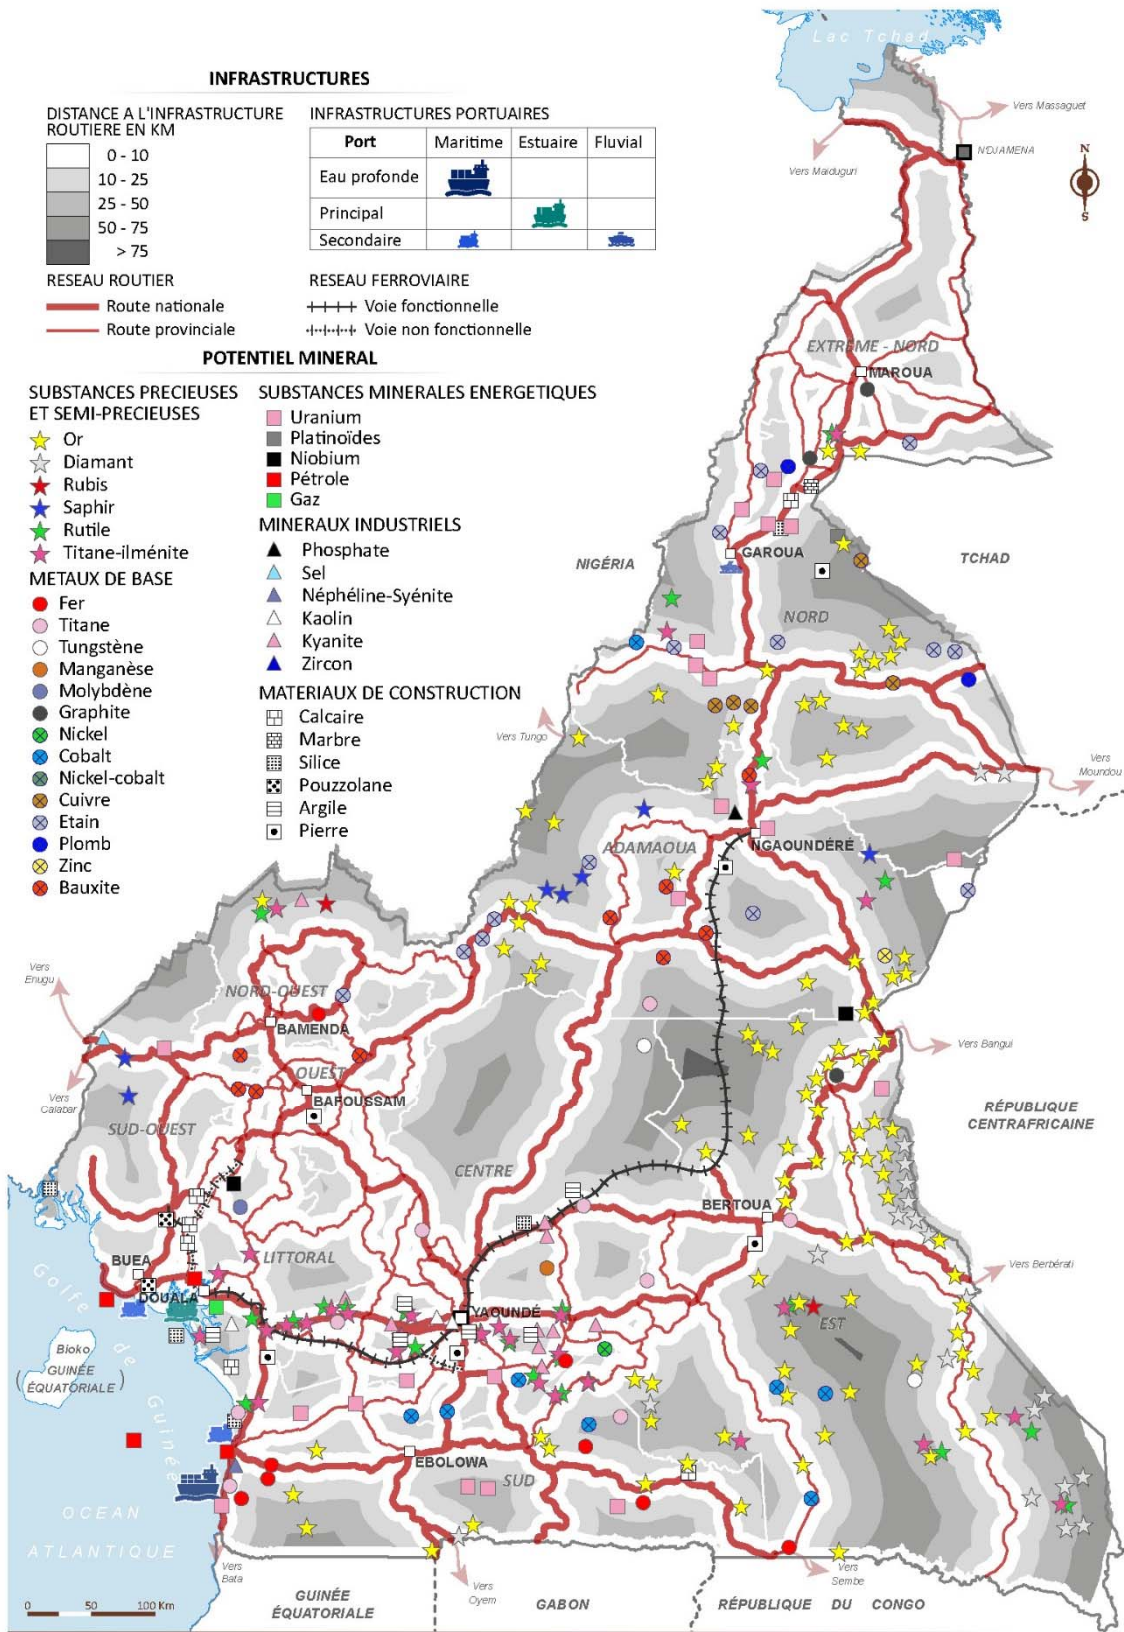 INFRASTRUCTURES
DISTANCE A L'INFRASTRUCTURE
ROUTIERE EN KM
0 - 10
10 - 25
25 - 50
50 - 75
> 75
INFRASTRUCTURES PORTUAIRES
Port Maritime Estuaire Fluvial
Eau profonde
Principal
Secondaire
RESEAU ROUTIER
Route nationale
Route provinciale
RESEAU FERROVIAIRE
Voie fonctionnelle
Voie non fonctionnelle
POTENTIEL MINERAL
SUBSTANCES PRECIEUSES
ET SEMI-PRECIEUSES
Or
Diamant
Rubis
Saphir
Rutile
Titane-ilménite
METAUX DE BASE
Fer
Titane
Tungstène
Manganèse
Molybdène
Graphite
Nickel
Cobalt
Nickel-cobalt
Cuivre
Etain
Plomb
Zinc
Bauxite
SUBSTANCES MINERALES ENERGETIQUES
Uranium
Platinoïdes
Niobium
Pétrole
Gaz
MINERAUX INDUSTRIELS
Phosphate
Sel
Néphéline-Syénite
Kaolin
Kyanite
Zircon
MATERIAUX DE CONSTRUCTION
Calcaire
Marbre
Silice
Pouzzolane
Argile
Pierre
Lac Tchad
Vers Massaguet
N'DJAMENA
Vers Maiduguri
N
S
EXTREME - NORD
MAROUA
GAROUA
NIGÉRIA
TCHAD
NORD
Vers Tungo
Vers
Moundou
ADAMAOUA
NGAOUNDÉRÉ
Vers
Enugu
NORD-OUEST
BAMENDA
Vers Bangui
OUEST
BAFOUSSAM
Vers
Calabar
SUD-OUEST
RÉPUBLIQUE
CENTRAFRICAINE
CENTRE
BERTOUA
LITTORAL
BUEA
DOUALA
Vers Berbérati
YAOUNDÉ
EST
Golfe de Guinée
Bioko
(GUINÉE
ÉQUATORIALE)
EBOLOWA
SUD
OCEAN
ATLANTIQUE
Vers
Bata
Vers
Oyem
Vers
Sembe
0 50 100 Km
GUINÉE
ÉQUATORIALE
GABON
RÉPUBLIQUE DU CONGO